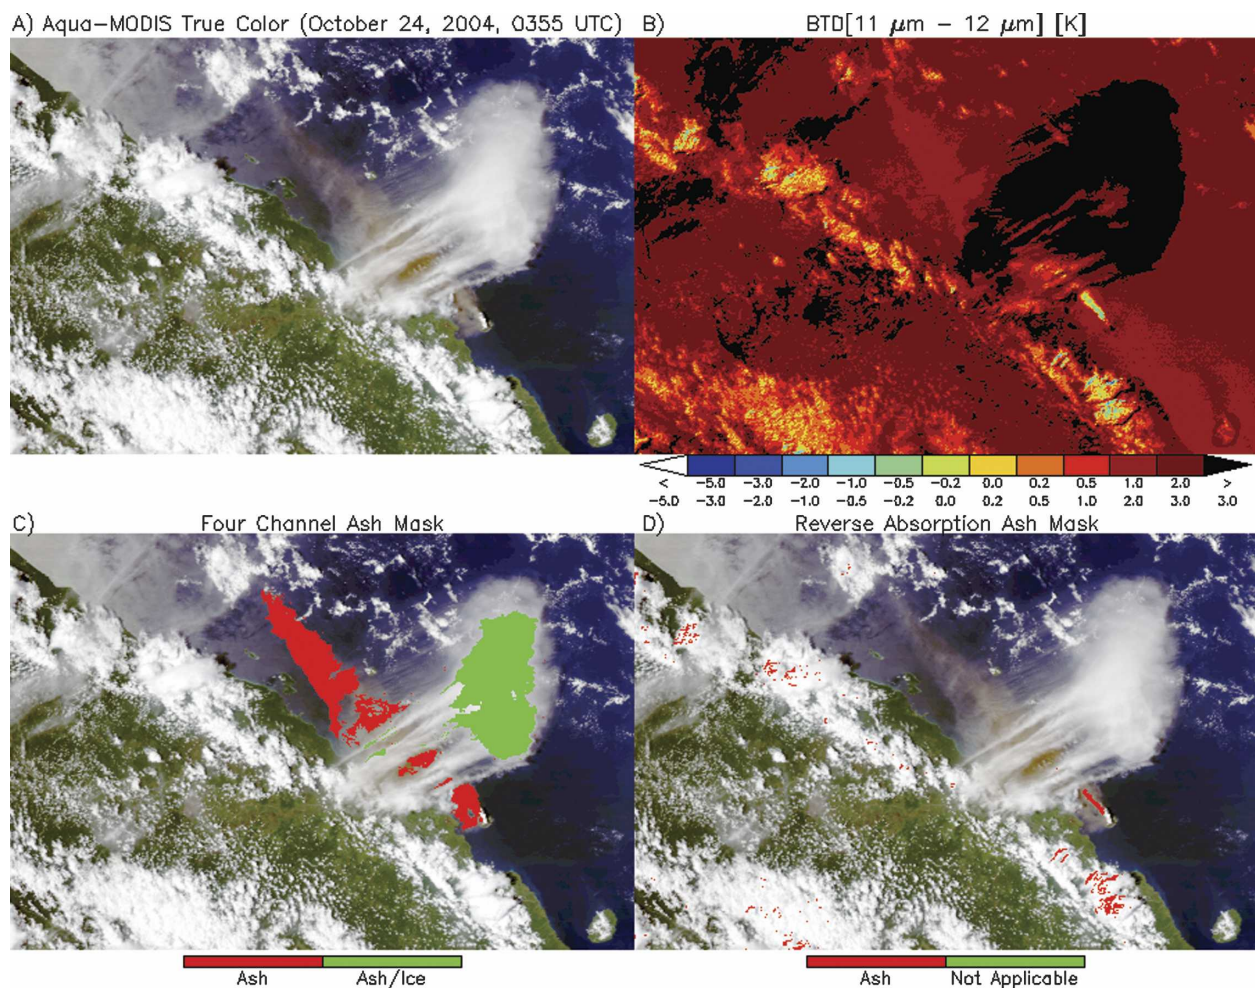 A) Aqua-MODIS True Color (October 24, 2004, 0355 UTC)
B) BTD[11 μm - 12 μm] [K]
< -5.0 -3.0 -2.0 -1.0 -0.5 -0.2 0.0 0.2 0.5 1.0 2.0 >
-5.0 -3.0 -2.0 -1.0 -0.5 -0.2 0.0 0.2 0.5 1.0 2.0 3.0 3.0
C) Four Channel Ash Mask
D) Reverse Absorption Ash Mask
Ash Ash/Ice
Ash Not Applicable